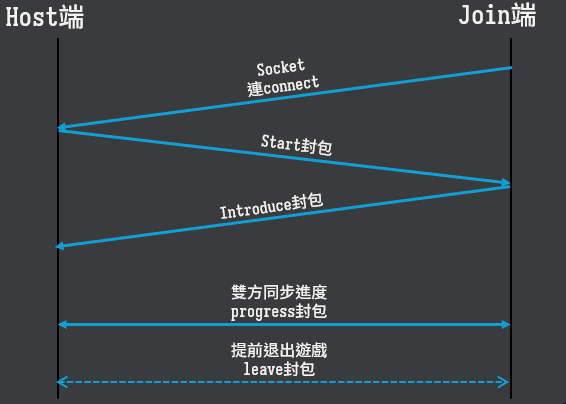 Host端
Join端
Socket
連connect
Start封包
Introduce封包
雙方同步進度
progress封包
提前退出遊戲
leave封包